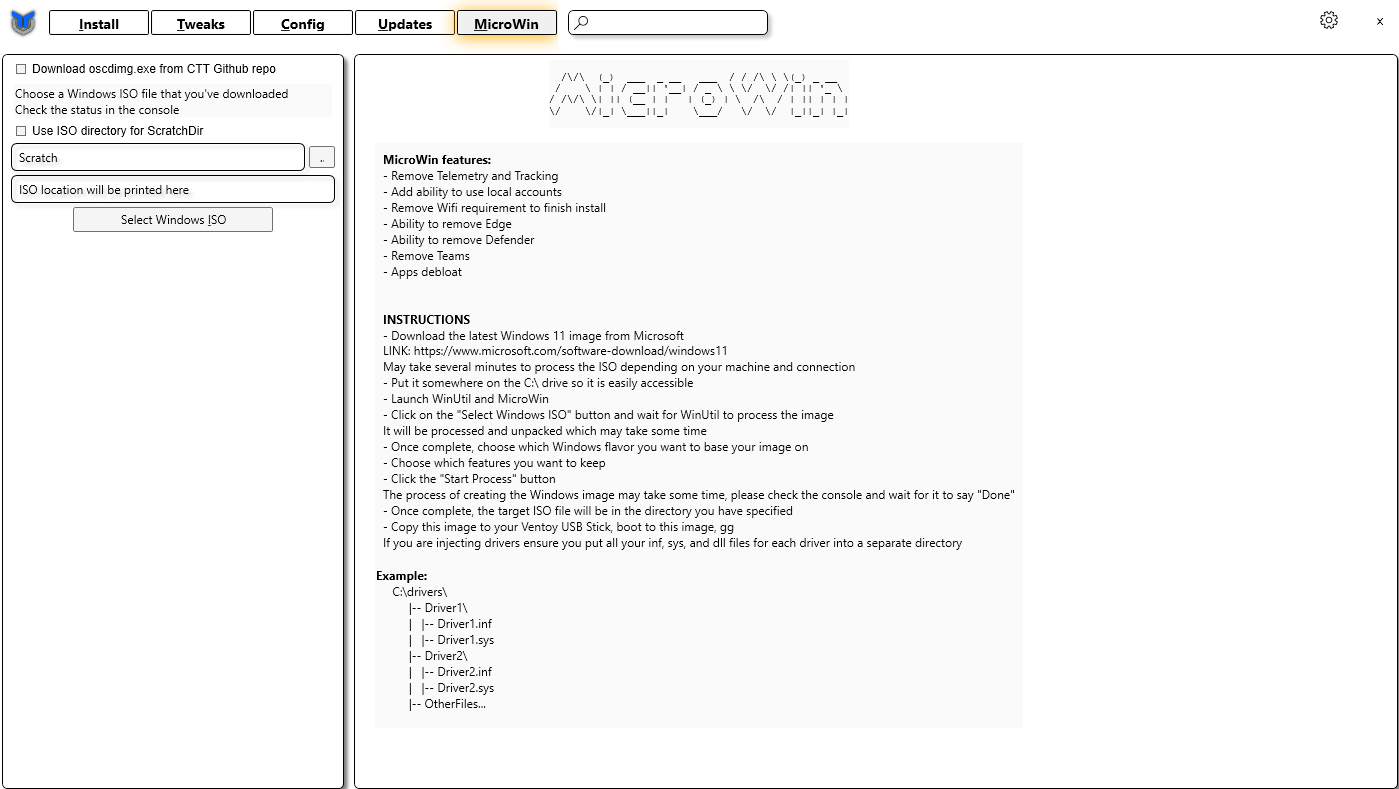 Install Tweaks Config Updates MicroWin x
Download oscdimg.exe from CTT Github repo
Choose a Windows ISO file that you've downloaded
Check the status in the console
Use ISO directory for ScratchDir
Scratch ..
ISO location will be printed here
Select Windows ISO
MicroWin
MicroWin features:
- Remove Telemetry and Tracking
- Add ability to use local accounts
- Remove Wifi requirement to finish install
- Ability to remove Edge
- Ability to remove Defender
- Remove Teams
- Apps debloat
INSTRUCTIONS
- Download the latest Windows 11 image from Microsoft
LINK: https://www.microsoft.com/software-download/windows11
May take several minutes to process the ISO depending on your machine and connection
- Put it somewhere on the C:\ drive so it is easily accessible
- Launch WinUtil and MicroWin
- Click on the "Select Windows ISO" button and wait for WinUtil to process the image
It will be processed and unpacked which may take some time
- Once complete, choose which Windows flavor you want to base your image on
- Choose which features you want to keep
- Click the "Start Process" button
The process of creating the Windows image may take some time, please check the console and wait for it to say "Done"
- Once complete, the target ISO file will be in the directory you have specified
- Copy this image to your Ventoy USB Stick, boot to this image, gg
If you are injecting drivers ensure you put all your inf, sys, and dll files for each driver into a separate directory
Example:
C:\drivers\
|-- Driver1\
|   |-- Driver1.inf
|   |-- Driver1.sys
|-- Driver2\
|   |-- Driver2.inf
|   |-- Driver2.sys
|-- OtherFiles...